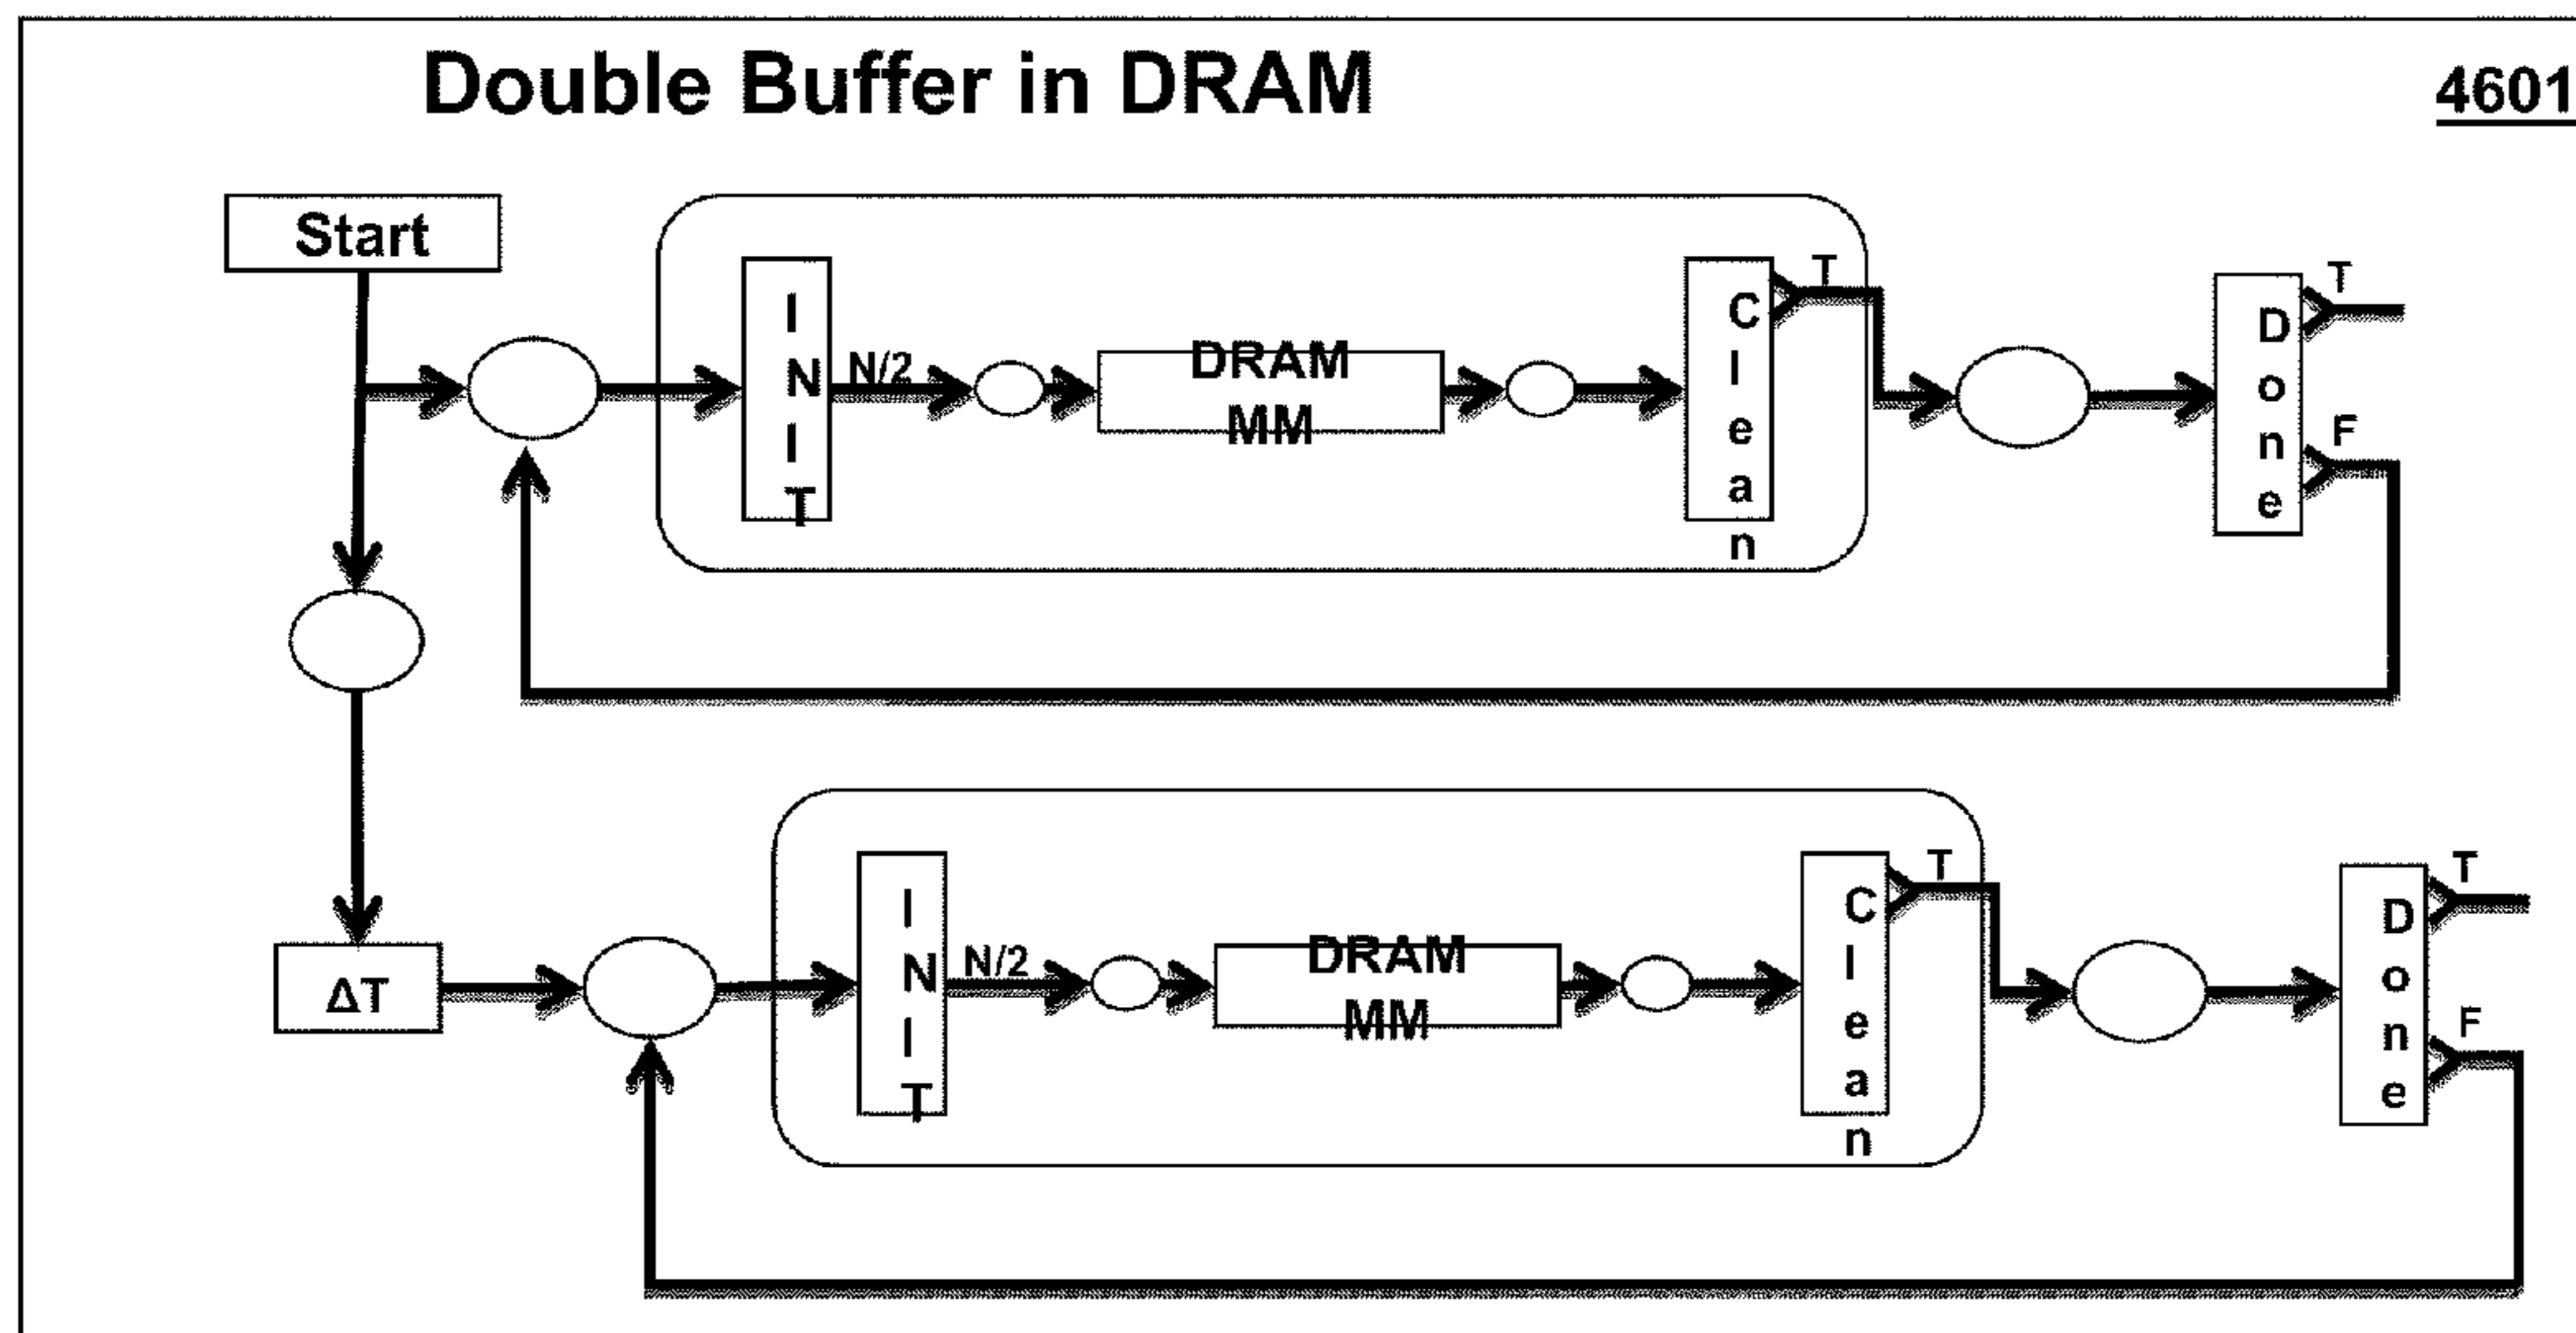 Double Buffer in DRAM
4601
Start
INIT
N/2
DRAM
MM
Clean
T
Done
T
F
ΔT
INIT
N/2
DRAM
MM
Clean
T
Done
T
F